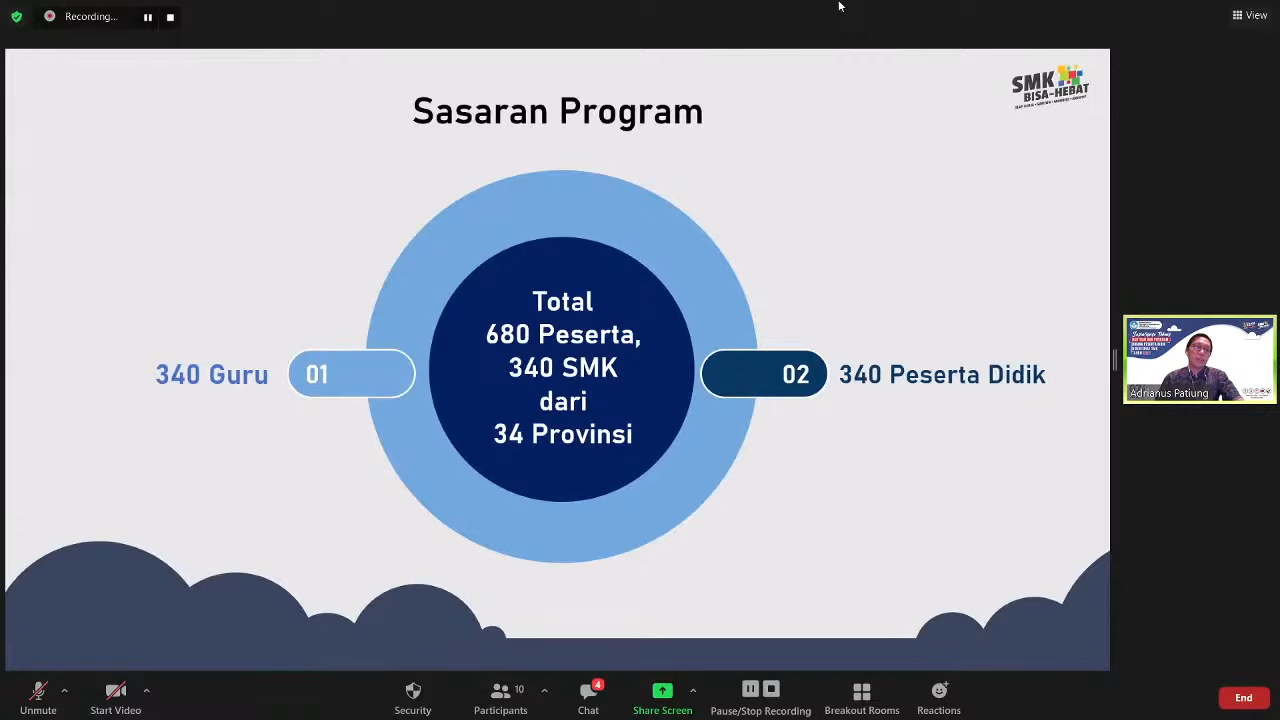 Recording...
View
SMK
BISA-HEBAT
Sasaran Program
Total
680 Peserta,
340 SMK
dari
34 Provinsi
340 Guru
01
02
340 Peserta Didik
Adrianus Patiung
Unmute
Start Video
Security
Participants
10
Chat
4
Share Screen
Pause/Stop Recording
Breakout Rooms
Reactions
End